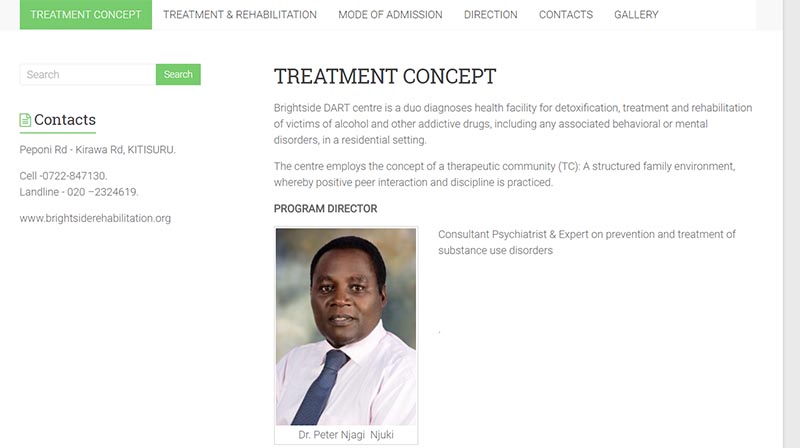 TREATMENT CONCEPT
TREATMENT & REHABILITATION
MODE OF ADMISSION
DIRECTION
CONTACTS
GALLERY
Search
Search
Contacts
Peponi Rd - Kirawa Rd, KITISURU.
Cell -0722-847130.
Landline - 020 –2324619.
www.brightsiderehabilitation.org
TREATMENT CONCEPT
Brightside DART centre is a duo diagnoses health facility for detoxification, treatment and rehabilitation
of victims of alcohol and other addictive drugs, including any associated behavioral or mental
disorders, in a residential setting.
The centre employs the concept of a therapeutic community (TC): A structured family environment,
whereby positive peer interaction and discipline is practiced.
PROGRAM DIRECTOR
Consultant Psychiatrist & Expert on prevention and treatment of
substance use disorders
.
Dr. Peter Njagi Njuki